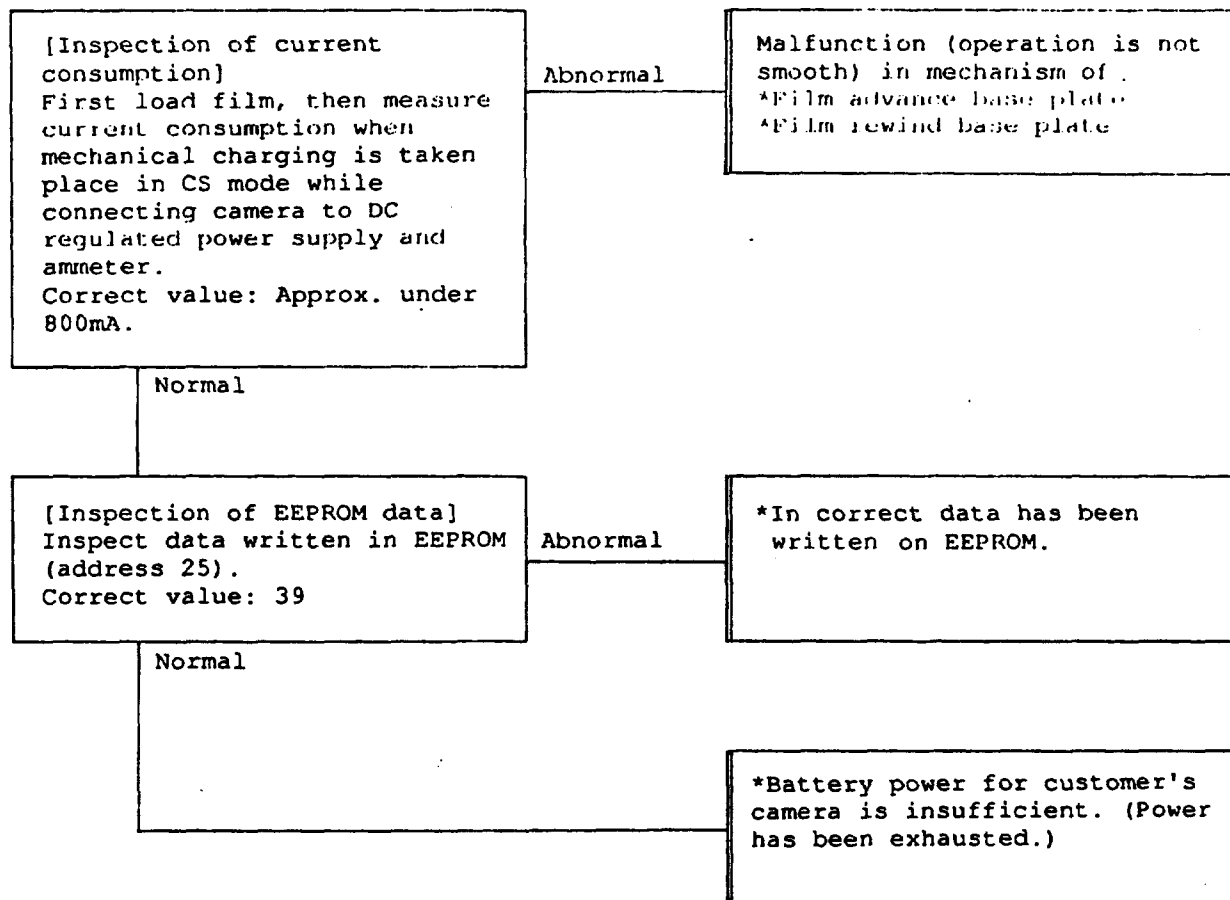 [Inspection of current
consumption]
First load film, then measure
current consumption when
mechanical charging is taken
place in CS mode while
connecting camera to DC
regulated power supply and
ammeter.
Correct value: Approx. under
800mA.
Abnormal
Malfunction (operation is not
smooth) in mechanism of .
*Film advance base plate
*Film rewind base plate
Normal
[Inspection of EEPROM data]
Inspect data written in EEPROM
(address 25).
Correct value: 39
Abnormal
*In correct data has been
written on EEPROM.
Normal
*Battery power for customer's
camera is insufficient. (Power
has been exhausted.)